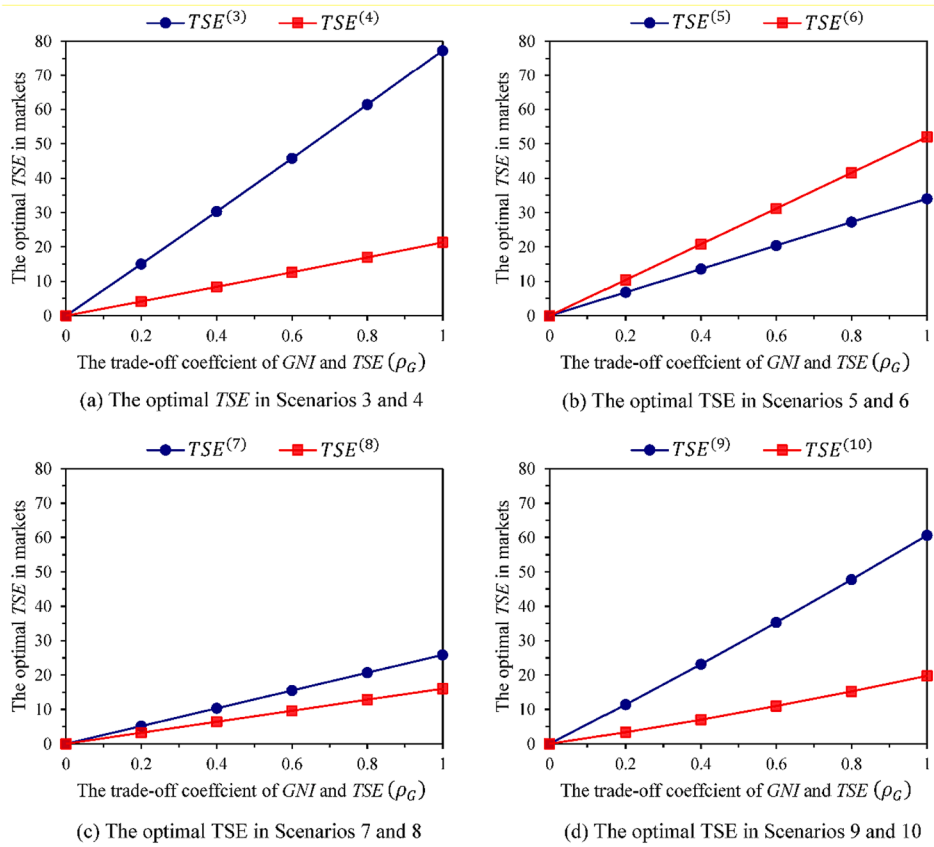 TSE^(3) TSE^(4)
The optimal TSE in markets
80
70
60
50
40
30
20
10
0
0 0.2 0.4 0.6 0.8 1
The trade-off coeffcient of GNI and TSE (ρ_G)
(a) The optimal TSE in Scenarios 3 and 4
TSE^(5) TSE^(6)
The optimal TSE in markets
80
70
60
50
40
30
20
10
0
0 0.2 0.4 0.6 0.8 1
The trade-off coeffcient of GNI and TSE (ρ_G)
(b) The optimal TSE in Scenarios 5 and 6
TSE^(7) TSE^(8)
The optimal TSE in markets
80
70
60
50
40
30
20
10
0
0 0.2 0.4 0.6 0.8 1
The trade-off coeffcient of GNI and TSE (ρ_G)
(c) The optimal TSE in Scenarios 7 and 8
TSE^(9) TSE^(10)
The optimal TSE in markets
80
70
60
50
40
30
20
10
0
0 0.2 0.4 0.6 0.8 1
The trade-off coeffcient of GNI and TSE (ρ_G)
(d) The optimal TSE in Scenarios 9 and 10